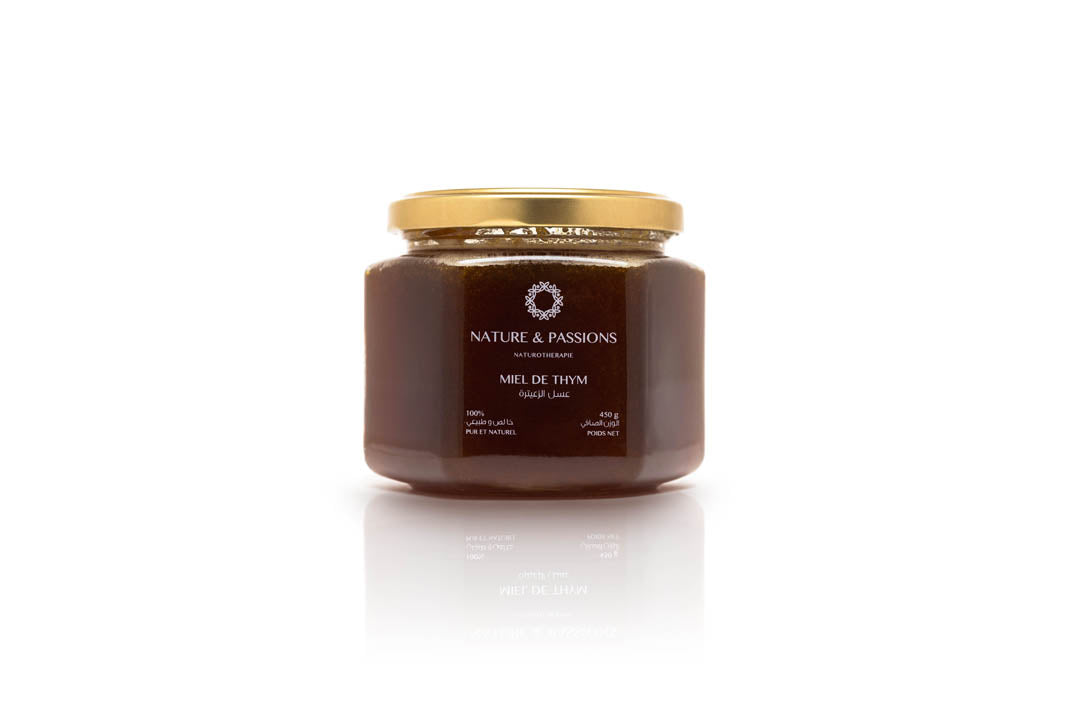 NATURE & PASSIONS
NATUROTHERAPIE
MIEL DE THYM
عسل الزعيترة
100%
خالص و طبيعي
PUR ET NATUREL
450 g
الوزن الصافي
POIDS NET